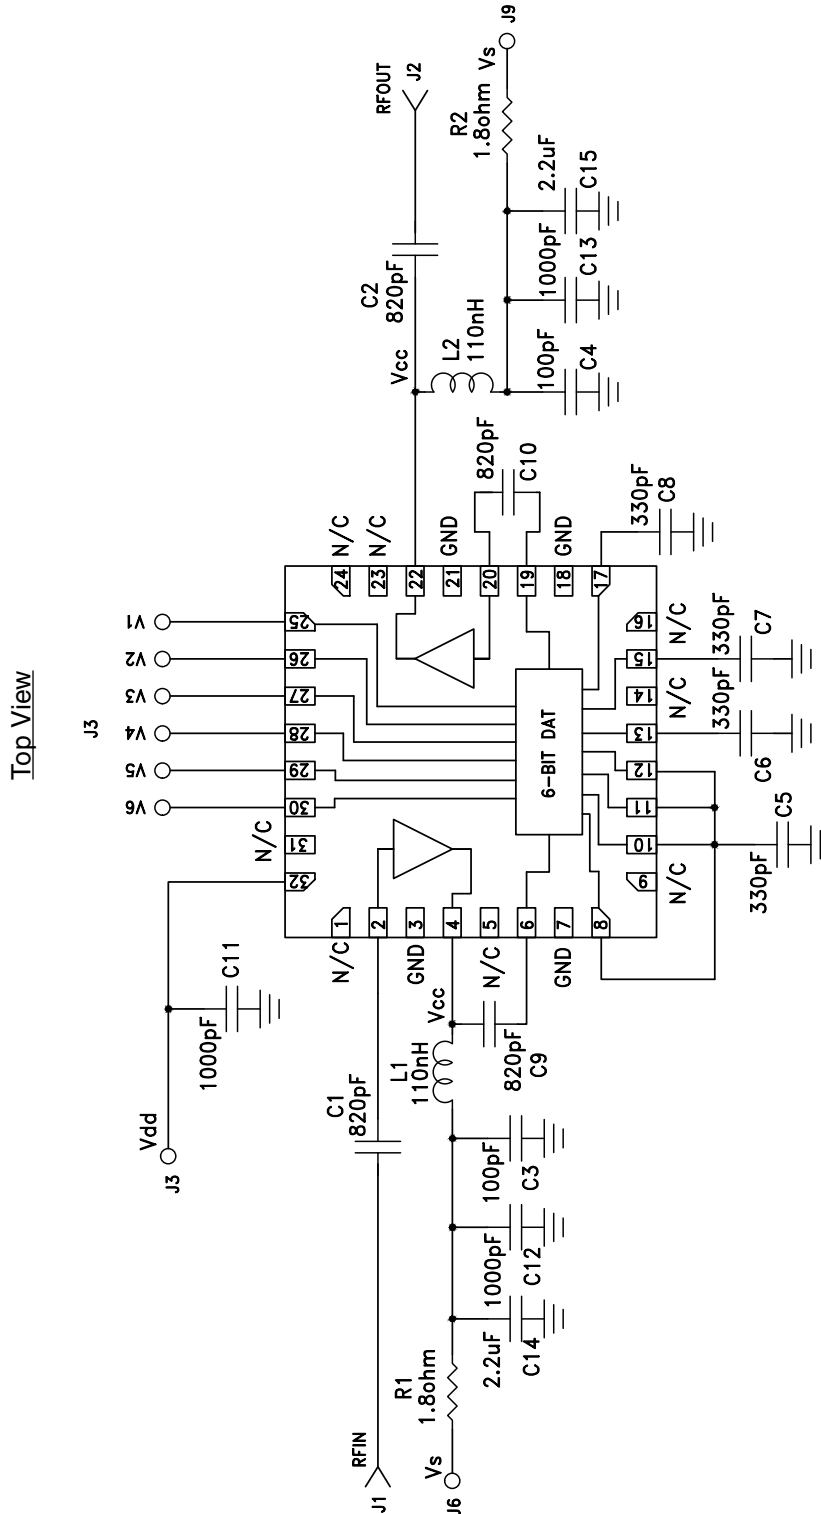 Top View
J3
V1
V2
V3
V4
V5
V6
J1
RFIN
C1
820pF
J6
Vs
R1
1.8ohm
2.2uF
C14
1000pF
C12
100pF
C3
L1
110nH
Vcc
820pF
C9
J3
Vdd
1000pF
C11
N/C
GND
N/C
GND
1
2
3
4
5
6
7
8
N/C
9
10
11
12
13
14
15
16
N/C
N/C
17
18
19
20
21
22
23
24
GND
GND
N/C
N/C
25
26
27
28
29
30
31
32
N/C
6-BIT DAT
330pF
C5
330pF
C6
330pF
C7
330pF
C8
820pF
C10
Vcc
L2
110nH
100pF
C4
1000pF
C13
2.2uF
C15
C2
820pF
RFOUT
J2
R2
1.8ohm
Vs
J9